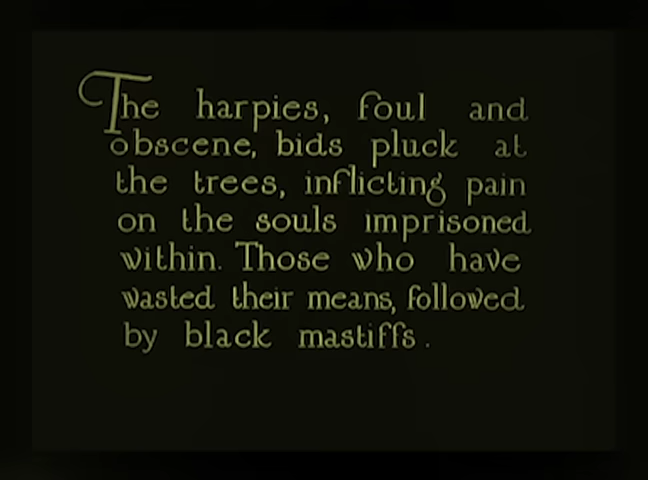 The harpies, foul and
obscene, bids pluck at
the trees, inflicting pain
on the souls imprisoned
within. Those who have
wasted their means, followed
by black mastiffs.